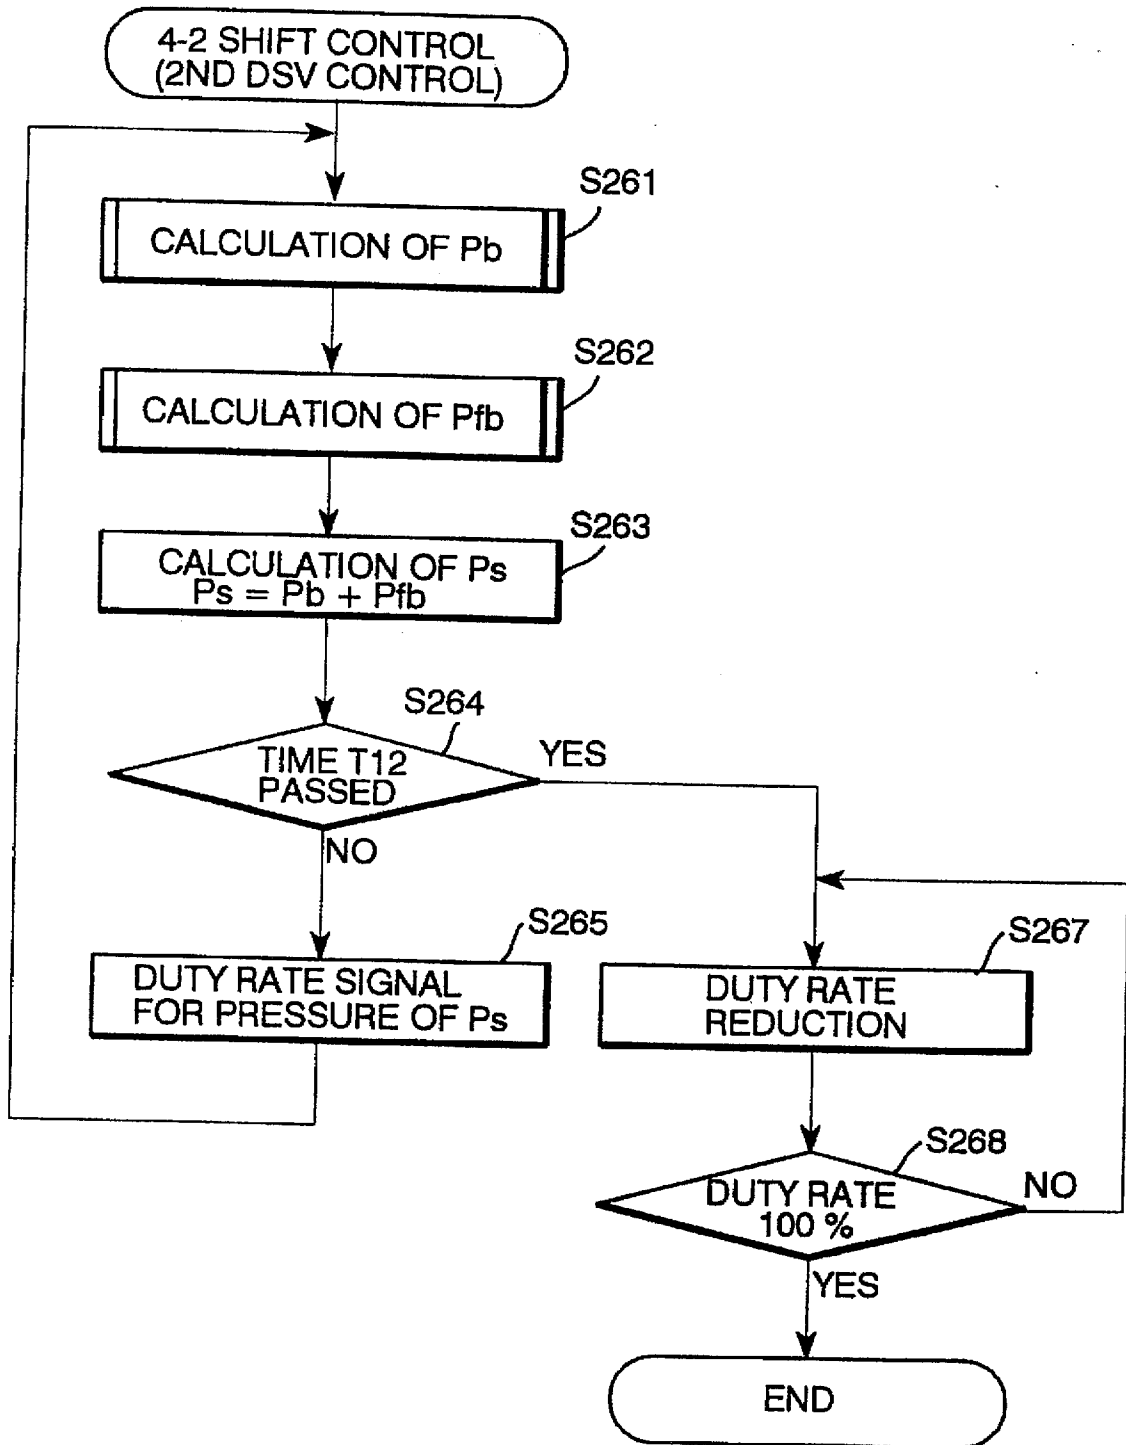 4-2 SHIFT CONTROL
(2ND DSV CONTROL)
S261
CALCULATION OF Pb
S262
CALCULATION OF Pfb
S263
CALCULATION OF Ps
Ps = Pb + Pfb
S264
TIME T12
PASSED
YES
NO
S265
DUTY RATE SIGNAL
FOR PRESSURE OF Ps
S267
DUTY RATE
REDUCTION
S268
DUTY RATE
100 %
NO
YES
END